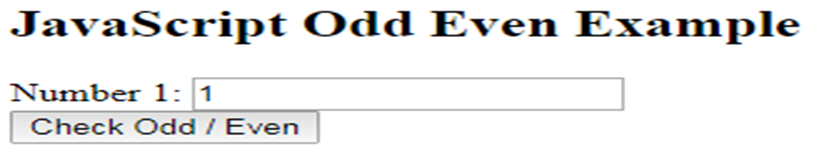 JavaScript Odd Even Example
Number 1: 1
Check Odd / Even